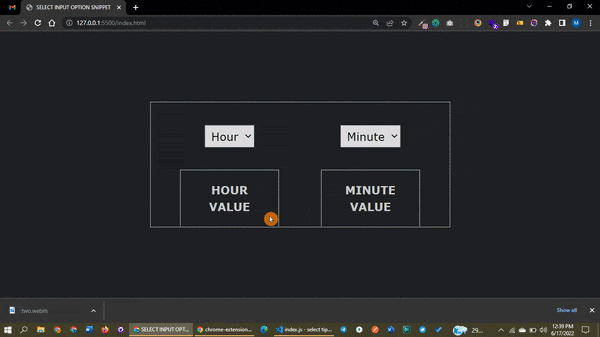 SELECT INPUT OPTION SNIPPET
127.0.0.1:5500/index.html
Hour
Minute
HOUR
VALUE
MINUTE
VALUE
two.webm
Show all
SELECT INPUT OPT...
chrome-extension...
index.js - select tip...
29...
12:39 PM
6/17/2022